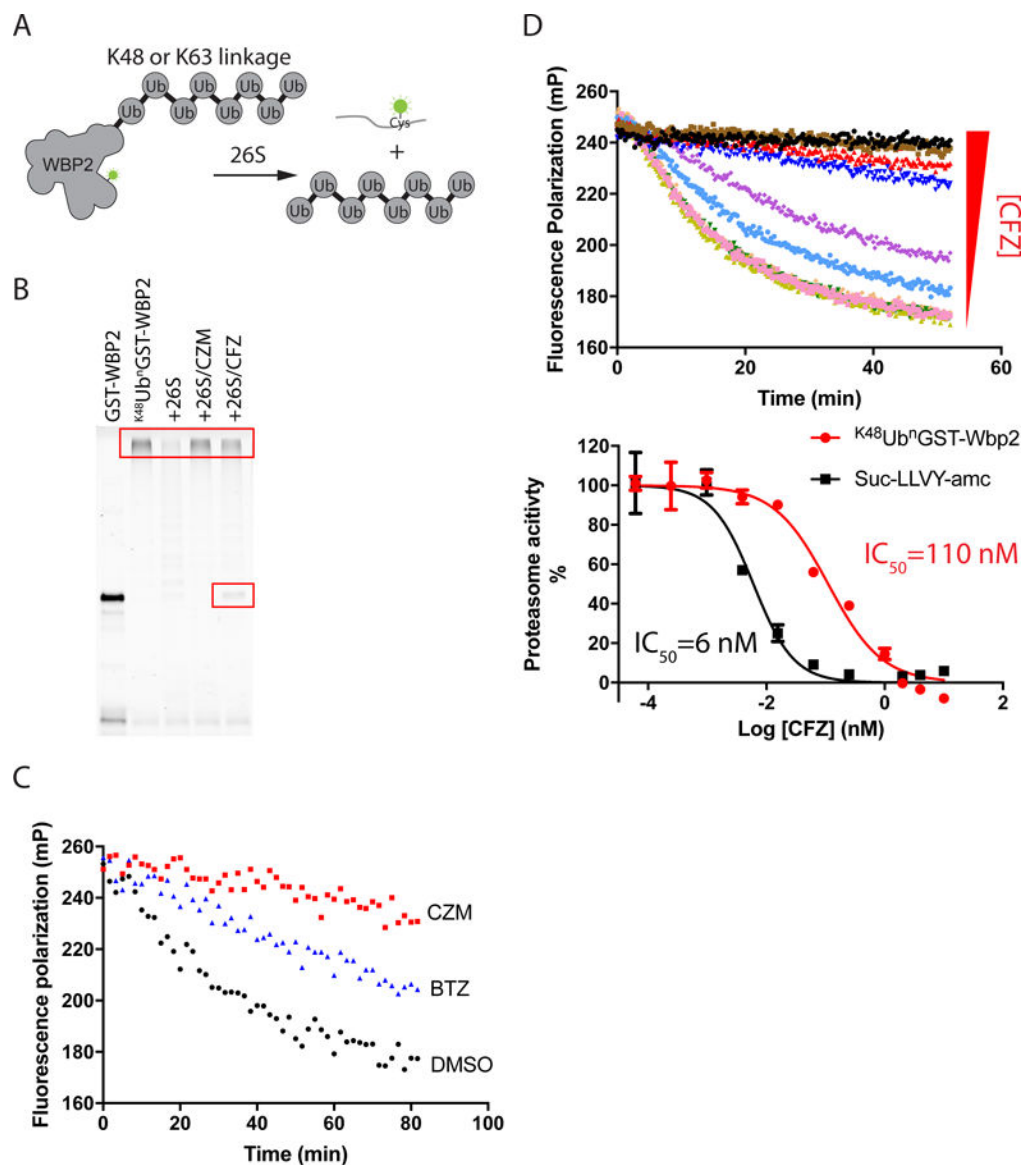 A
K48 or K63 linkage
Ub Ub Ub Ub
Ub Ub Ub Ub
WBP2
26S
Cys
+
Ub Ub Ub Ub
Ub Ub Ub Ub
B
GST-WBP2
K48UbnGST-WBP2
+26S
+26S/CZM
+26S/CFZ
C
Fluorescence polarization (mP)
260
240
220
200
180
160
0 20 40 60 80 100
Time (min)
CZM
BTZ
DMSO
D
Fluorescence Polarization (mP)
240
220
200
180
160
0 20 40 60
Time (min)
[CFZ]
Proteasome acitivty
%
120
100
80
60
40
20
0
-4 -2 0 2
Log [CFZ] (nM)
K48UbnGST-Wbp2
Suc-LLVY-amc
IC50=110 nM
IC50=6 nM